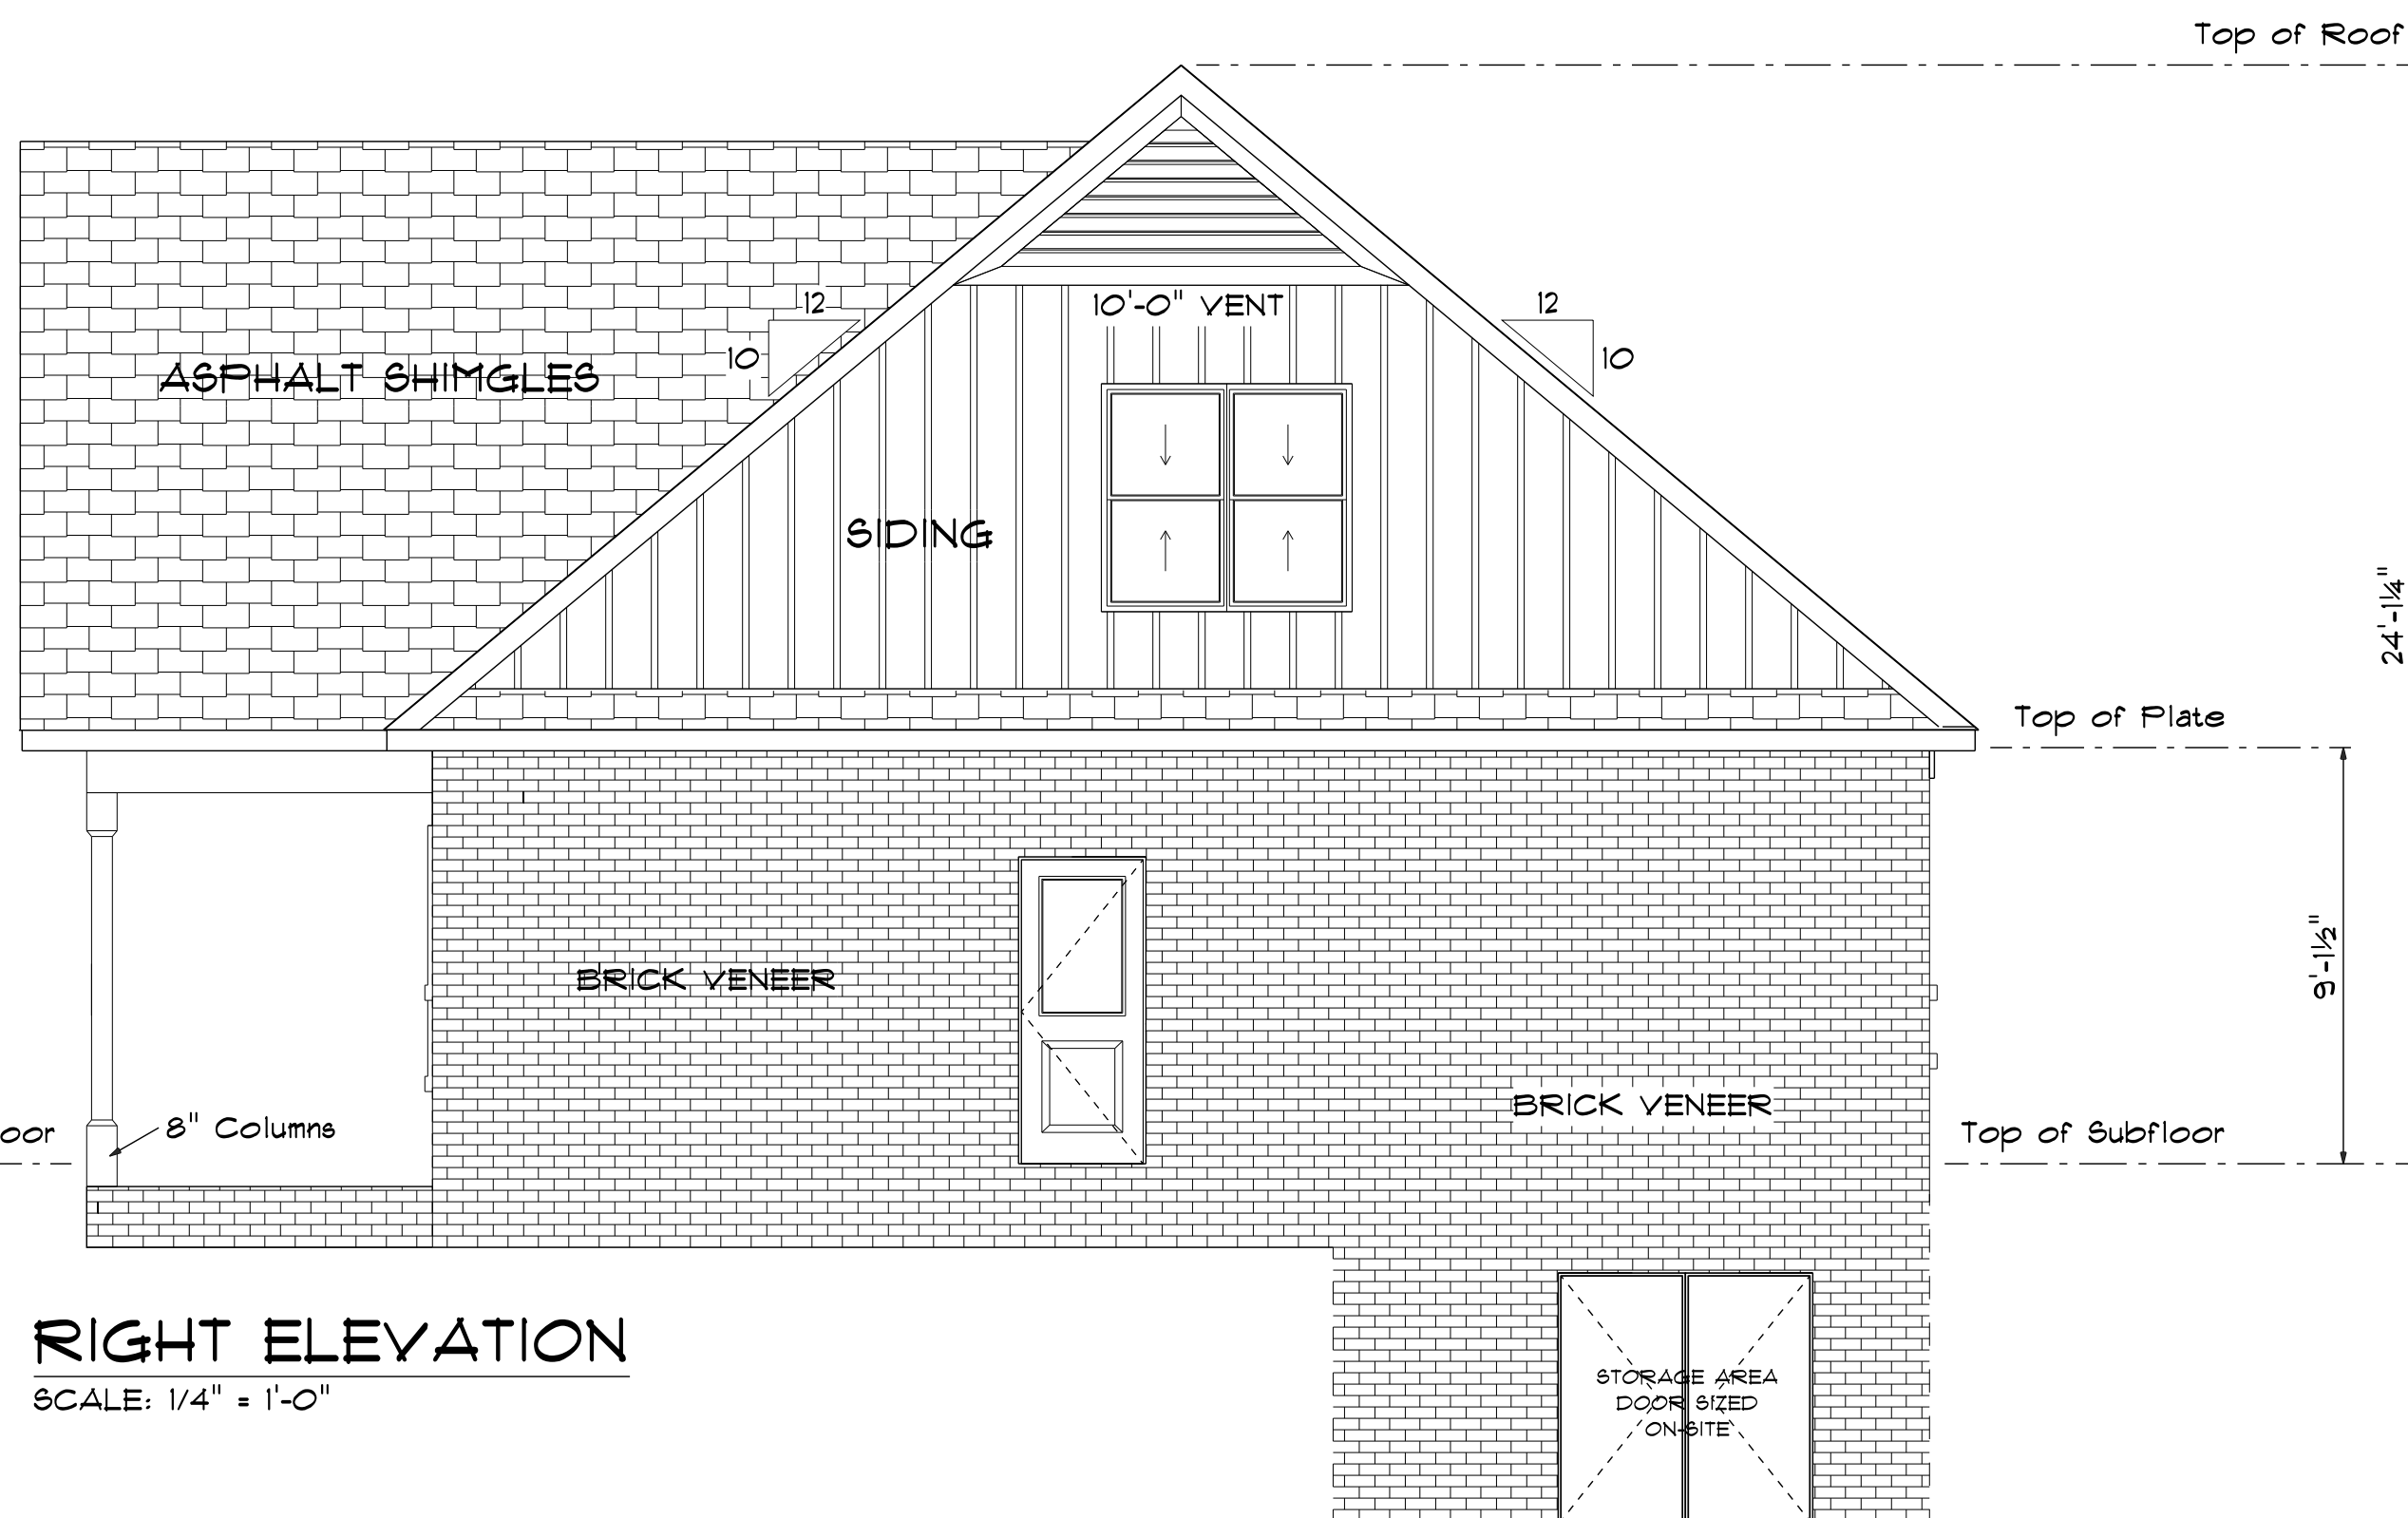 Top of Roof
12
10'-0" VENT
12
10
10
ASPHALT SHIMGLES
SIDING
24'-1¼"
Top of Plate
9'-1½"
BRICK VENEER
BRICK VENEER
8" Columns
oor
Top of Subfloor
RIGHT ELEVATION
SCALE: 1/4" = 1'-0"
STORAGE AREA
DOOR SIZED
ON-SITE